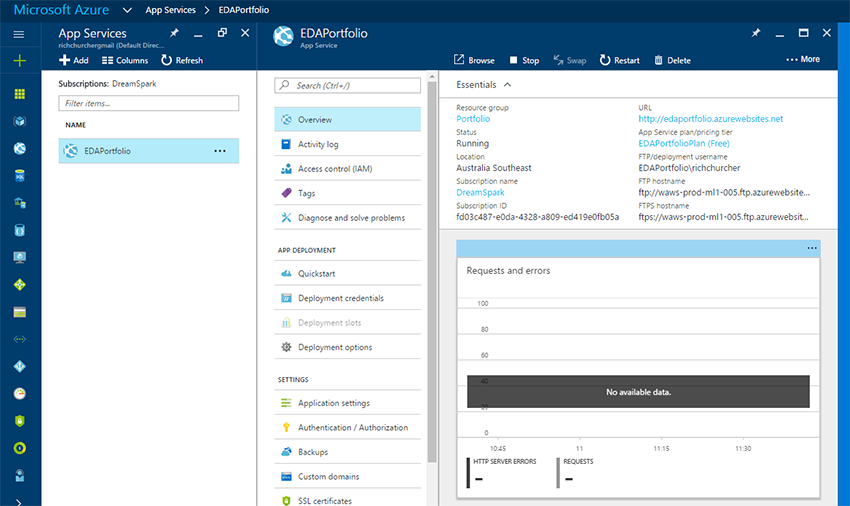 Microsoft Azure App Services > EDAPortfolio
App Services
richchurchergmail (Default Direc...
Add Columns Refresh
Subscriptions: DreamSpark
Filter items...
NAME
EDAPortfolio ...
EDAPortfolio
App Service
Search (Ctrl+/)
Overview
Activity log
Access control (IAM)
Tags
Diagnose and solve problems
APP DEPLOYMENT
Quickstart
Deployment credentials
Deployment slots
Deployment options
SETTINGS
Application settings
Authentication / Authorization
Backups
Custom domains
SSL certificates
Browse Stop Swap Restart Delete ... More
Essentials
Resource group
Portfolio
Status
Running
Location
Australia Southeast
Subscription name
DreamSpark
Subscription ID
fd03c487-e0da-4328-a809-ed419e0fb05a
URL
http://edaportfolio.azurewebsites.net
App Service plan/pricing tier
EDAPortfolioPlan (Free)
FTP/deployment username
EDAPortfolio\richchurcher
FTP hostname
ftp://waws-prod-ml1-005.ftp.azurewebsite...
FTPS hostname
ftps://waws-prod-ml1-005.ftp.azurewebsit...
...
Requests and errors
100
80
60
40
No available data.
20
0
10:45 11 11:15 11:30
HTTP SERVER ERRORS REQUESTS
-- --